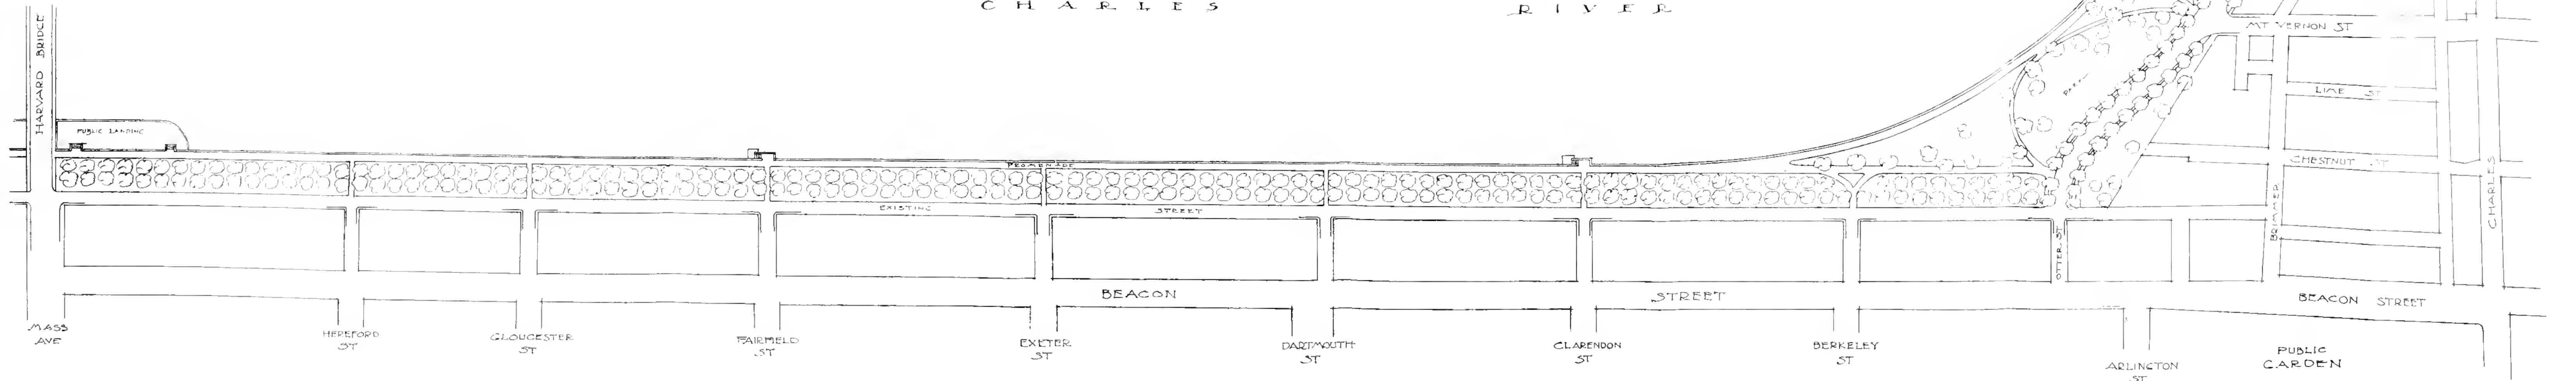 CHARLES RIVER
HARVARD BRIDGE
MT VERNON ST
LIME ST
PUBLIC LANDING
PROMENADE
CHESTNUT ST
CHARLES
BRIMMER
EXISTING STREET
OTTER ST
BEACON STREET
BEACON STREET
MASS
AVE
HEREFORD
ST
GLOUCESTER
ST
FAIRFIELD
ST
EXETER
ST
DARTMOUTH
ST
CLARENDON
ST
BERKELEY
ST
ARLINGTON
ST
PUBLIC
GARDEN